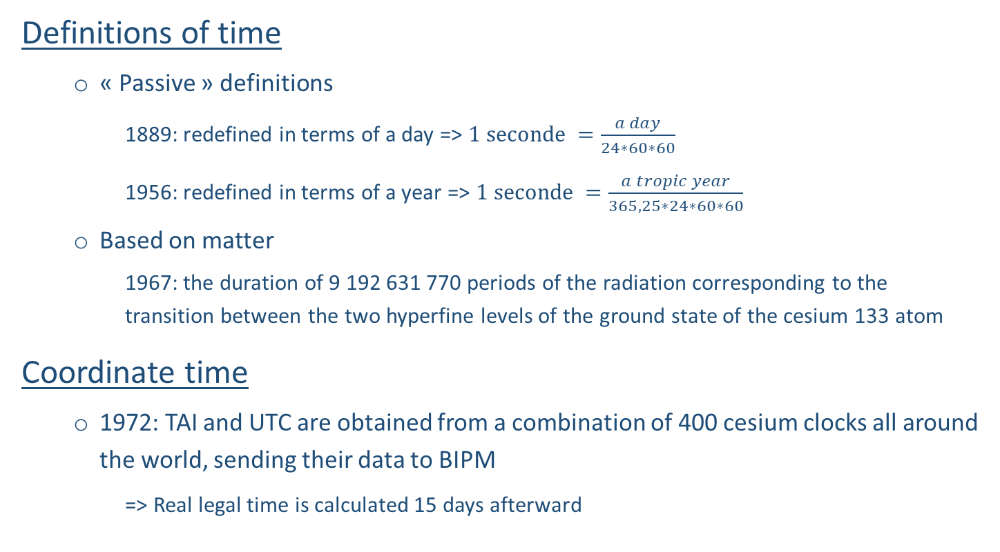 Definitions of time
o « Passive » definitions
1889: redefined in terms of a day => 1 seconde = a day / 24*60*60
1956: redefined in terms of a year => 1 seconde = a tropic year / 365,25*24*60*60
o Based on matter
1967: the duration of 9 192 631 770 periods of the radiation corresponding to the
transition between the two hyperfine levels of the ground state of the cesium 133 atom
Coordinate time
o 1972: TAI and UTC are obtained from a combination of 400 cesium clocks all around
the world, sending their data to BIPM
=> Real legal time is calculated 15 days afterward